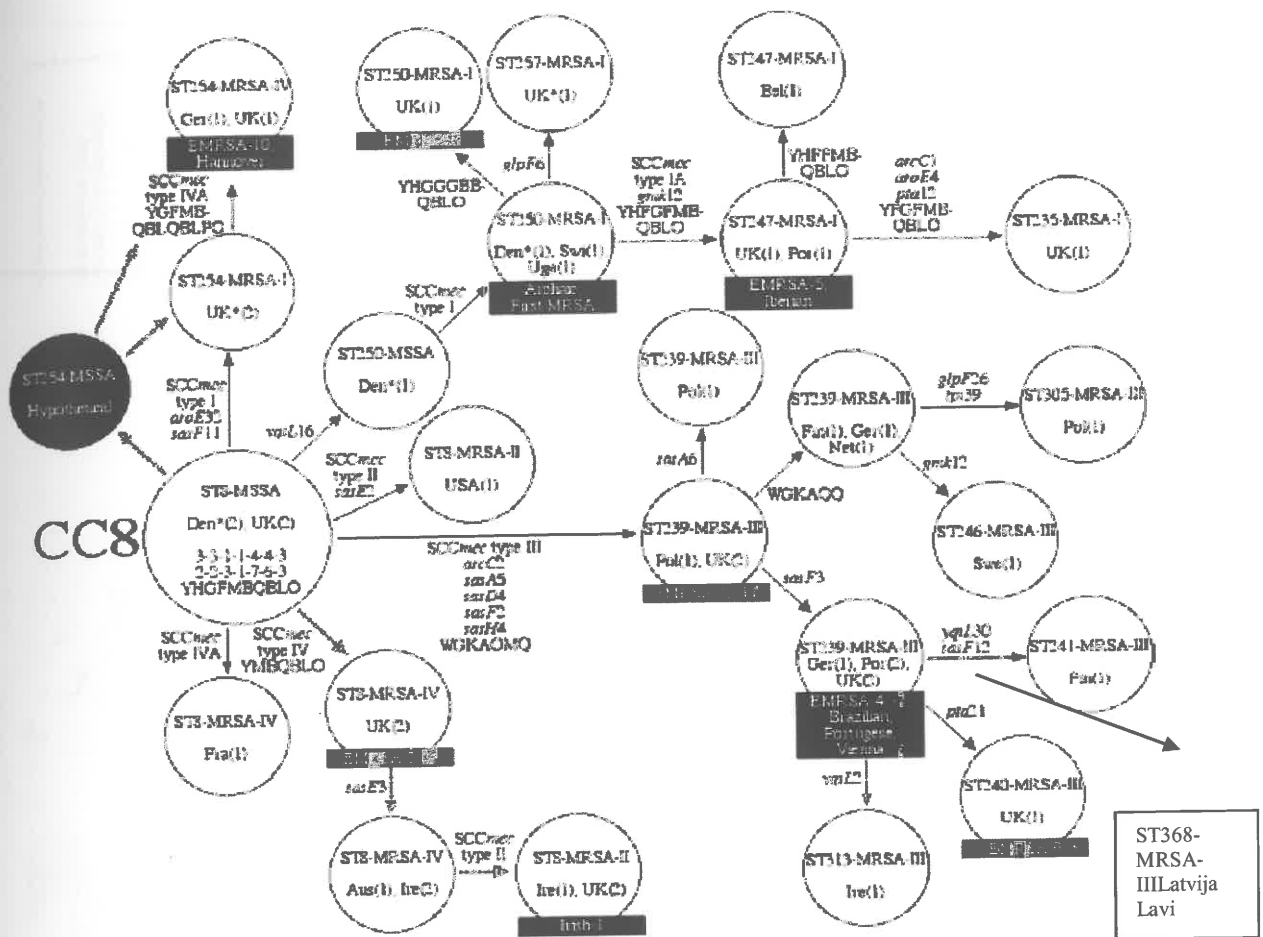 ST254-MRSA-IV
Ger(1), UK(1)
EMRSA-10
Hannover
ST250-MRSA-I
UK(1)
ST257-MRSA-I
UK*(1)
ST247-MRSA-I
Bel(1)
SCCmec
type IVA
YGFMB-
QBLQBLPO
YHGGGBB-
QBLO
glpF6
SCCmec
type IA
gmk12
YHFGFMB-
QBLO
YHFFMB-
QBLO
arcC1
aroE4
pta12
YFGFMB-
QBLO
ST250-MRSA-I
Den*(1), Swi(1)
Uga(1)
Archaic
First MRSA
ST247-MRSA-I
UK(1), Por(1)
EMRSA-5
Iberian
ST235-MRSA-I
UK(1)
ST254-MRSA-I
UK*(3)
SCCmec
type I
ST254-MSSA
Hypothetical
ST250-MSSA
Den*(1)
SCCmec
type I
aroE32
sasF11
yqiL16
ST239-MRSA-III
Pol(1)
ST239-MRSA-III
Fin(1), Ger(1)
Net(1)
glpF26
tpi39
ST305-MRSA-III
Pol(1)
SCCmec
type II
sasE2
ST8-MRSA-II
USA(1)
sasA6
WGKAQQ
gmk12
CC8
ST8-MSSA
Den*(2), UK(2)
3-3-1-1-4-4-3
2-2-3-1-7-6-3
YHGFMBQBLO
SCCmec type III
arcC2
sasA5
sasD4
sasF2
sasH4
WGKAOMQ
ST239-MRSA-III
Pol(1), UK(2)
ST246-MRSA-III
Swe(1)
sasF3
SCCmec
type IVA
SCCmec
type IV
YMBQBLO
ST239-MRSA-III
Ger(1), Por(2)
UK(2)
EMRSA-4
Brazilian
Portugese
Vienna
yqiL30
sasF12
ST241-MRSA-III
Fin(1)
ST8-MRSA-IV
Fra(1)
ST8-MRSA-IV
UK(2)
pta21
sasE3
yqiL2
ST240-MRSA-III
UK(1)
ST8-MRSA-IV
Aus(1), Ire(2)
SCCmec
type II
ST8-MRSA-II
Ire(1), UK(2)
Irish-1
ST313-MRSA-III
Ire(1)
ST368-
MRSA-
IIILatvija
Lavi